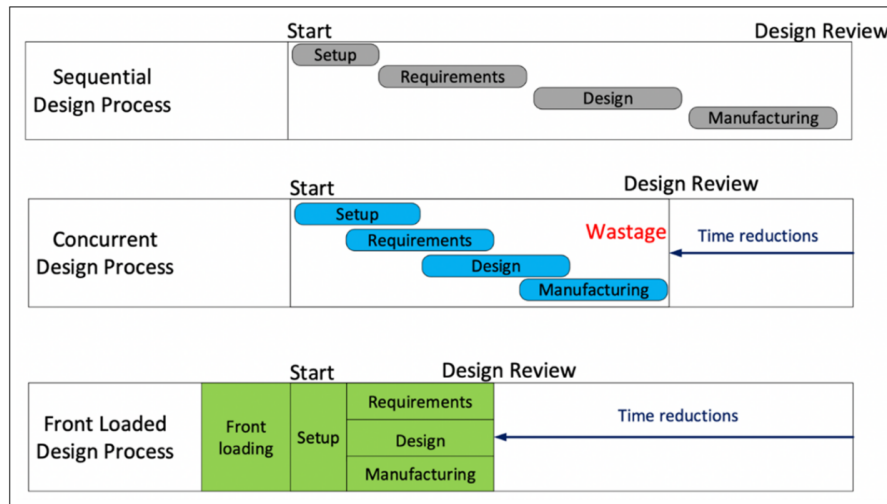 Start
Design Review
Sequential
Design Process
Setup
Requirements
Design
Manufacturing
Start
Design Review
Concurrent
Design Process
Setup
Requirements
Design
Manufacturing
Wastage
Time reductions
Start
Design Review
Front Loaded
Design Process
Front
loading
Setup
Requirements
Design
Manufacturing
Time reductions